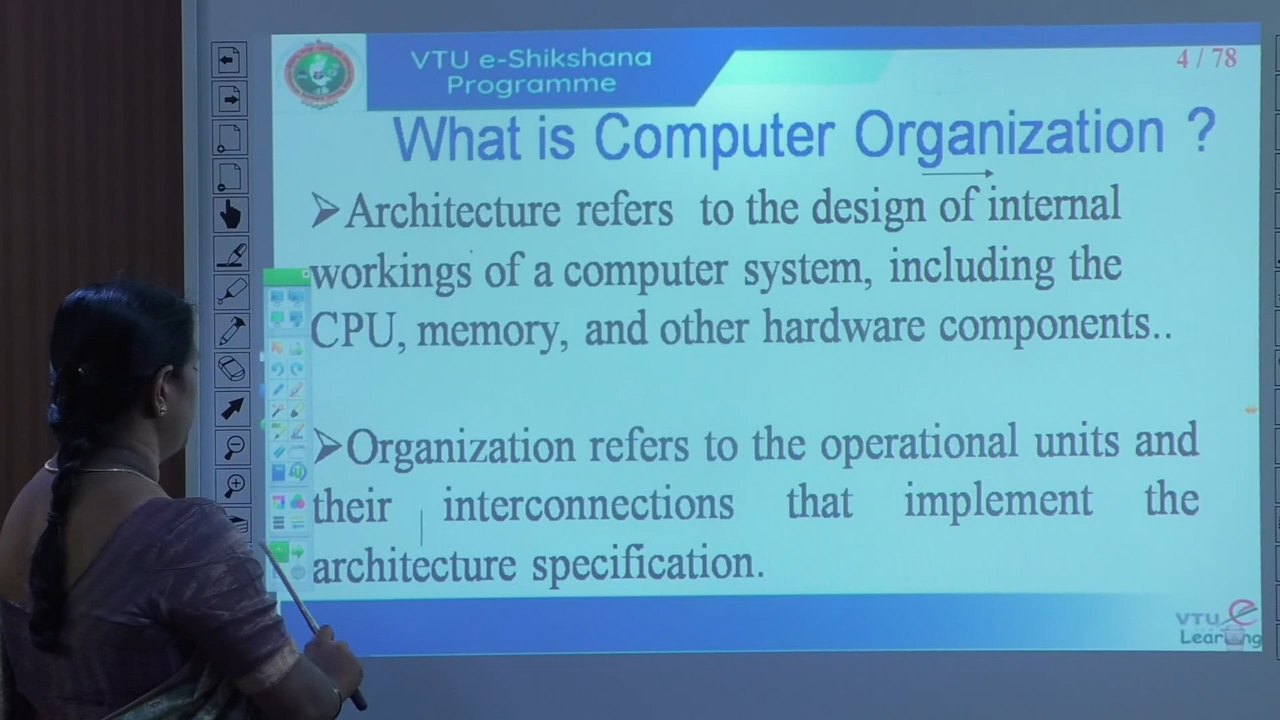 VTU e-Shikshana
Programme
4 / 78
What is Computer Organization ?
➢Architecture refers to the design of internal
workings of a computer system, including the
CPU, memory, and other hardware components..
➢Organization refers to the operational units and
their interconnections that implement the
architecture specification.
VTU e
Learning